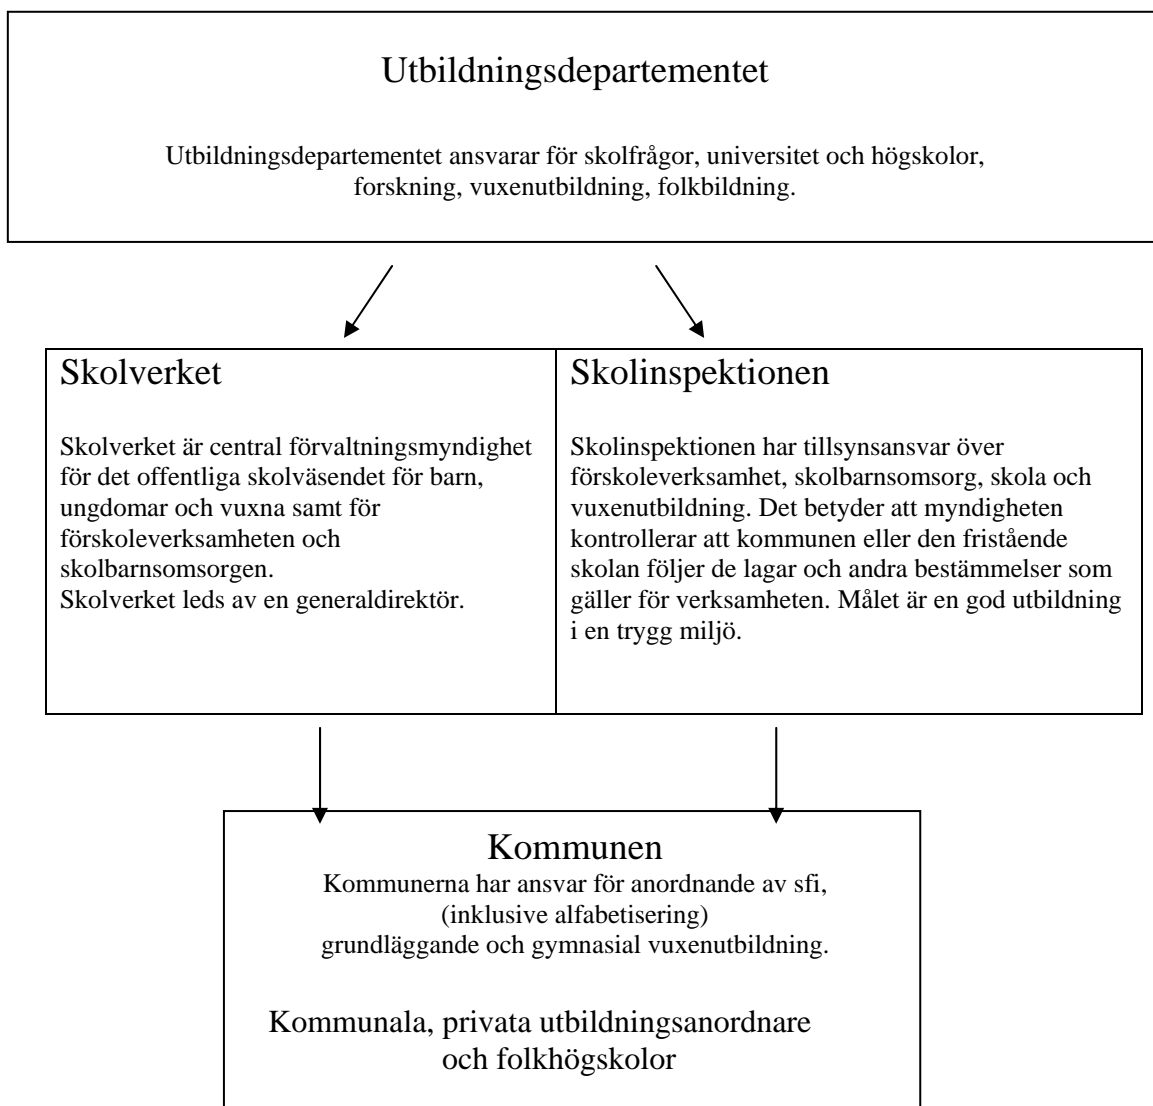 Utbildningsdepartementet
Utbildningsdepartementet ansvarar för skolfrågor, universitet och högskolor,
forskning, vuxenutbildning, folkbildning.
Skolverket
Skolverket är central förvaltningsmyndighet
för det offentliga skolväsendet för barn,
ungdomar och vuxna samt för
förskoleverksamheten och
skolbarnsomsorgen.
Skolverket leds av en generaldirektör.
Skolinspektionen
Skolinspektionen har tillsynsansvar över
förskoleverksamhet, skolbarnsomsorg, skola och
vuxenutbildning. Det betyder att myndigheten
kontrollerar att kommunen eller den fristående
skolan följer de lagar och andra bestämmelser som
gäller för verksamheten. Målet är en god utbildning
i en trygg miljö.
Kommunen
Kommunerna har ansvar för anordnande av sfi,
(inklusive alfabetisering)
grundläggande och gymnasial vuxenutbildning.
Kommunala, privata utbildningsanordnare
och folkhögskolor